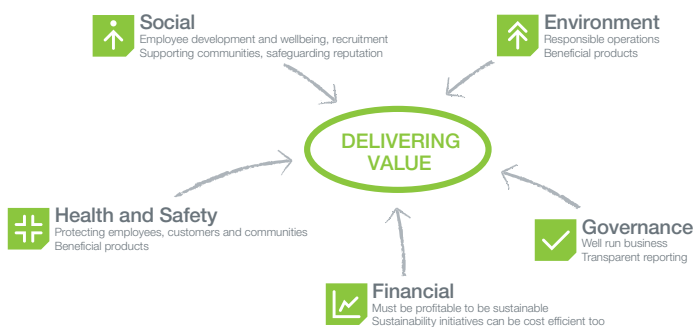 Social
Employee development and wellbeing, recruitment
Supporting communities, safeguarding reputation
Environment
Responsible operations
Beneficial products
DELIVERING
VALUE
Health and Safety
Protecting employees, customers and communities
Beneficial products
Governance
Well run business
Transparent reporting
Financial
Must be profitable to be sustainable
Sustainability initiatives can be cost efficient too